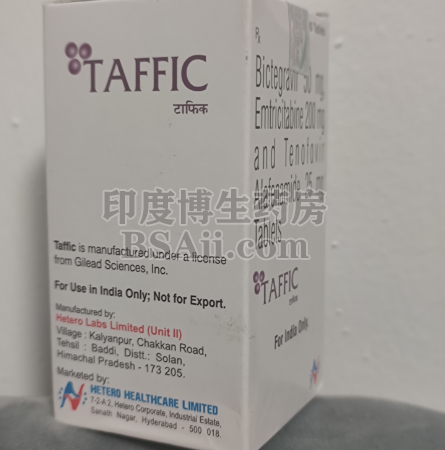 TAFFIC
टाफिक
Taffic is manufactured under a license
from Gilead Sciences, Inc.
For Use in India Only; Not for Export.
Manufactured by:
Hetero Labs Limited (Unit II)
Village : Kalyanpur, Chakkan Road,
Tehsil : Baddi, Distt.: Solan,
Himachal Pradesh - 173 205.
Marketed by:
HETERO HEALTHCARE LIMITED
7-2-A2, Hetero Corporate, Industrial Estate,
Sanath Nagar, Hyderabad - 500 018.
Rx
Bictegravir 50 mg,
Emtricitabine 200 mg
and Tenofovir
Alafenamide 25 mg
Tablets
TAFFIC
टाफिक
For India Only.
印度博生药房
BSAii.com